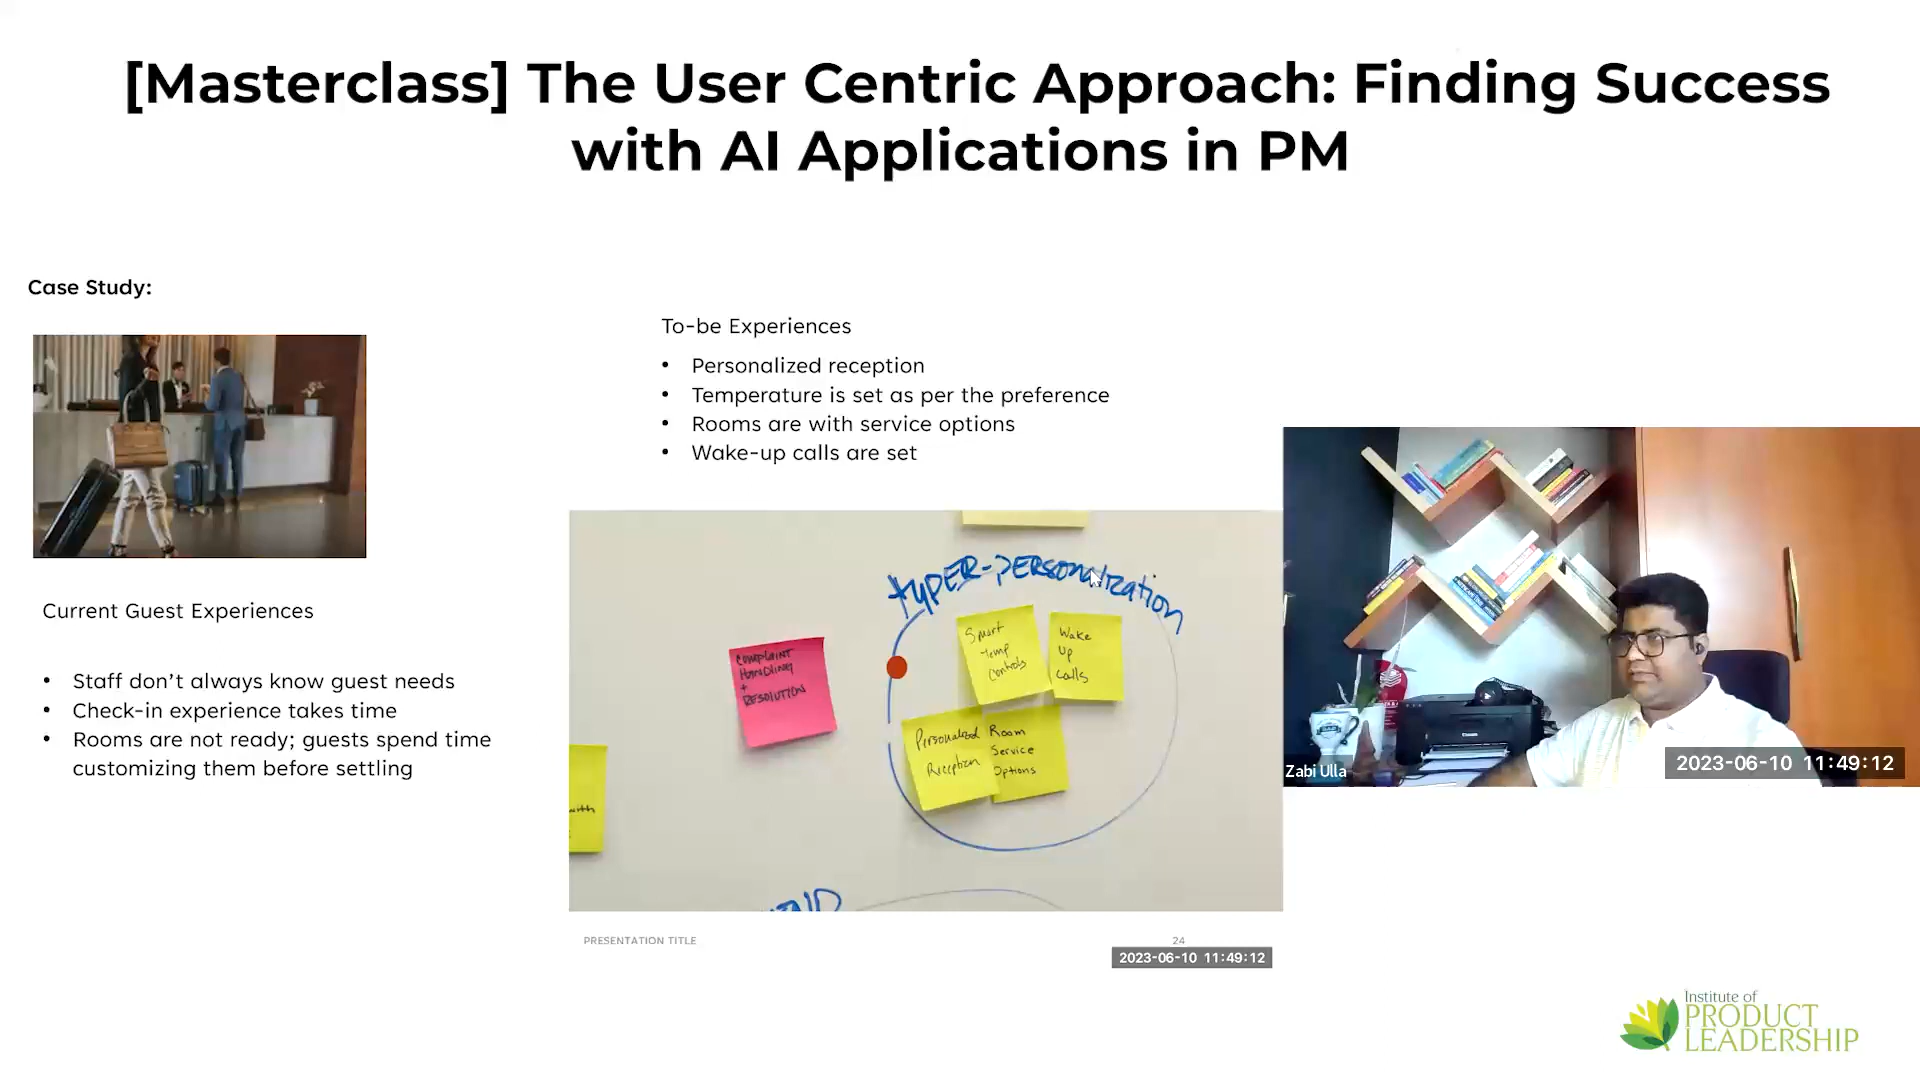 [Masterclass] The User Centric Approach: Finding Success
with AI Applications in PM
Case Study:
Current Guest Experiences
• Staff don’t always know guest needs
• Check-in experience takes time
• Rooms are not ready; guests spend time
customizing them before settling
To-be Experiences
• Personalized reception
• Temperature is set as per the preference
• Rooms are with service options
• Wake-up calls are set
HYPER-PERSONALIZATION
COMPLAINT
HANDLING
+
RESOLUTION
Smart
Temp
Controls
Wake
Up
Calls
Personalized
Reception
Room
Service
Options
with
PRESENTATION TITLE
24
2023-06-10 11:49:12
Zabi Ulla
2023-06-10 11:49:12
Canon
Institute of
PRODUCT
LEADERSHIP